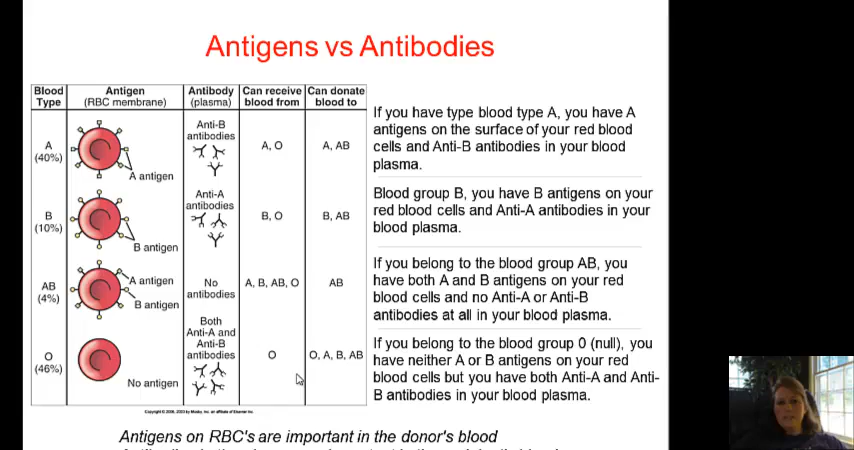 Antigens vs Antibodies
Blood Type
Antigen (RBC membrane)
Antibody (plasma)
Can receive blood from
Can donate blood to
A (40%)
A antigen
Anti-B antibodies
A, O
A, AB
B (10%)
B antigen
Anti-A antibodies
B, O
B, AB
AB (4%)
A antigen
B antigen
No antibodies
A, B, AB, O
AB
O (46%)
No antigen
Both Anti-A and Anti-B antibodies
O
O, A, B, AB
If you have type blood type A, you have A
antigens on the surface of your red blood
cells and Anti-B antibodies in your blood
plasma.
Blood group B, you have B antigens on your
red blood cells and Anti-A antibodies in your
blood plasma.
If you belong to the blood group AB, you
have both A and B antigens on your red
blood cells and no Anti-A or Anti-B
antibodies at all in your blood plasma.
If you belong to the blood group 0 (null), you
have neither A or B antigens on your red
blood cells but you have both Anti-A and Anti-
B antibodies in your blood plasma.
Antigens on RBC's are important in the donor's blood